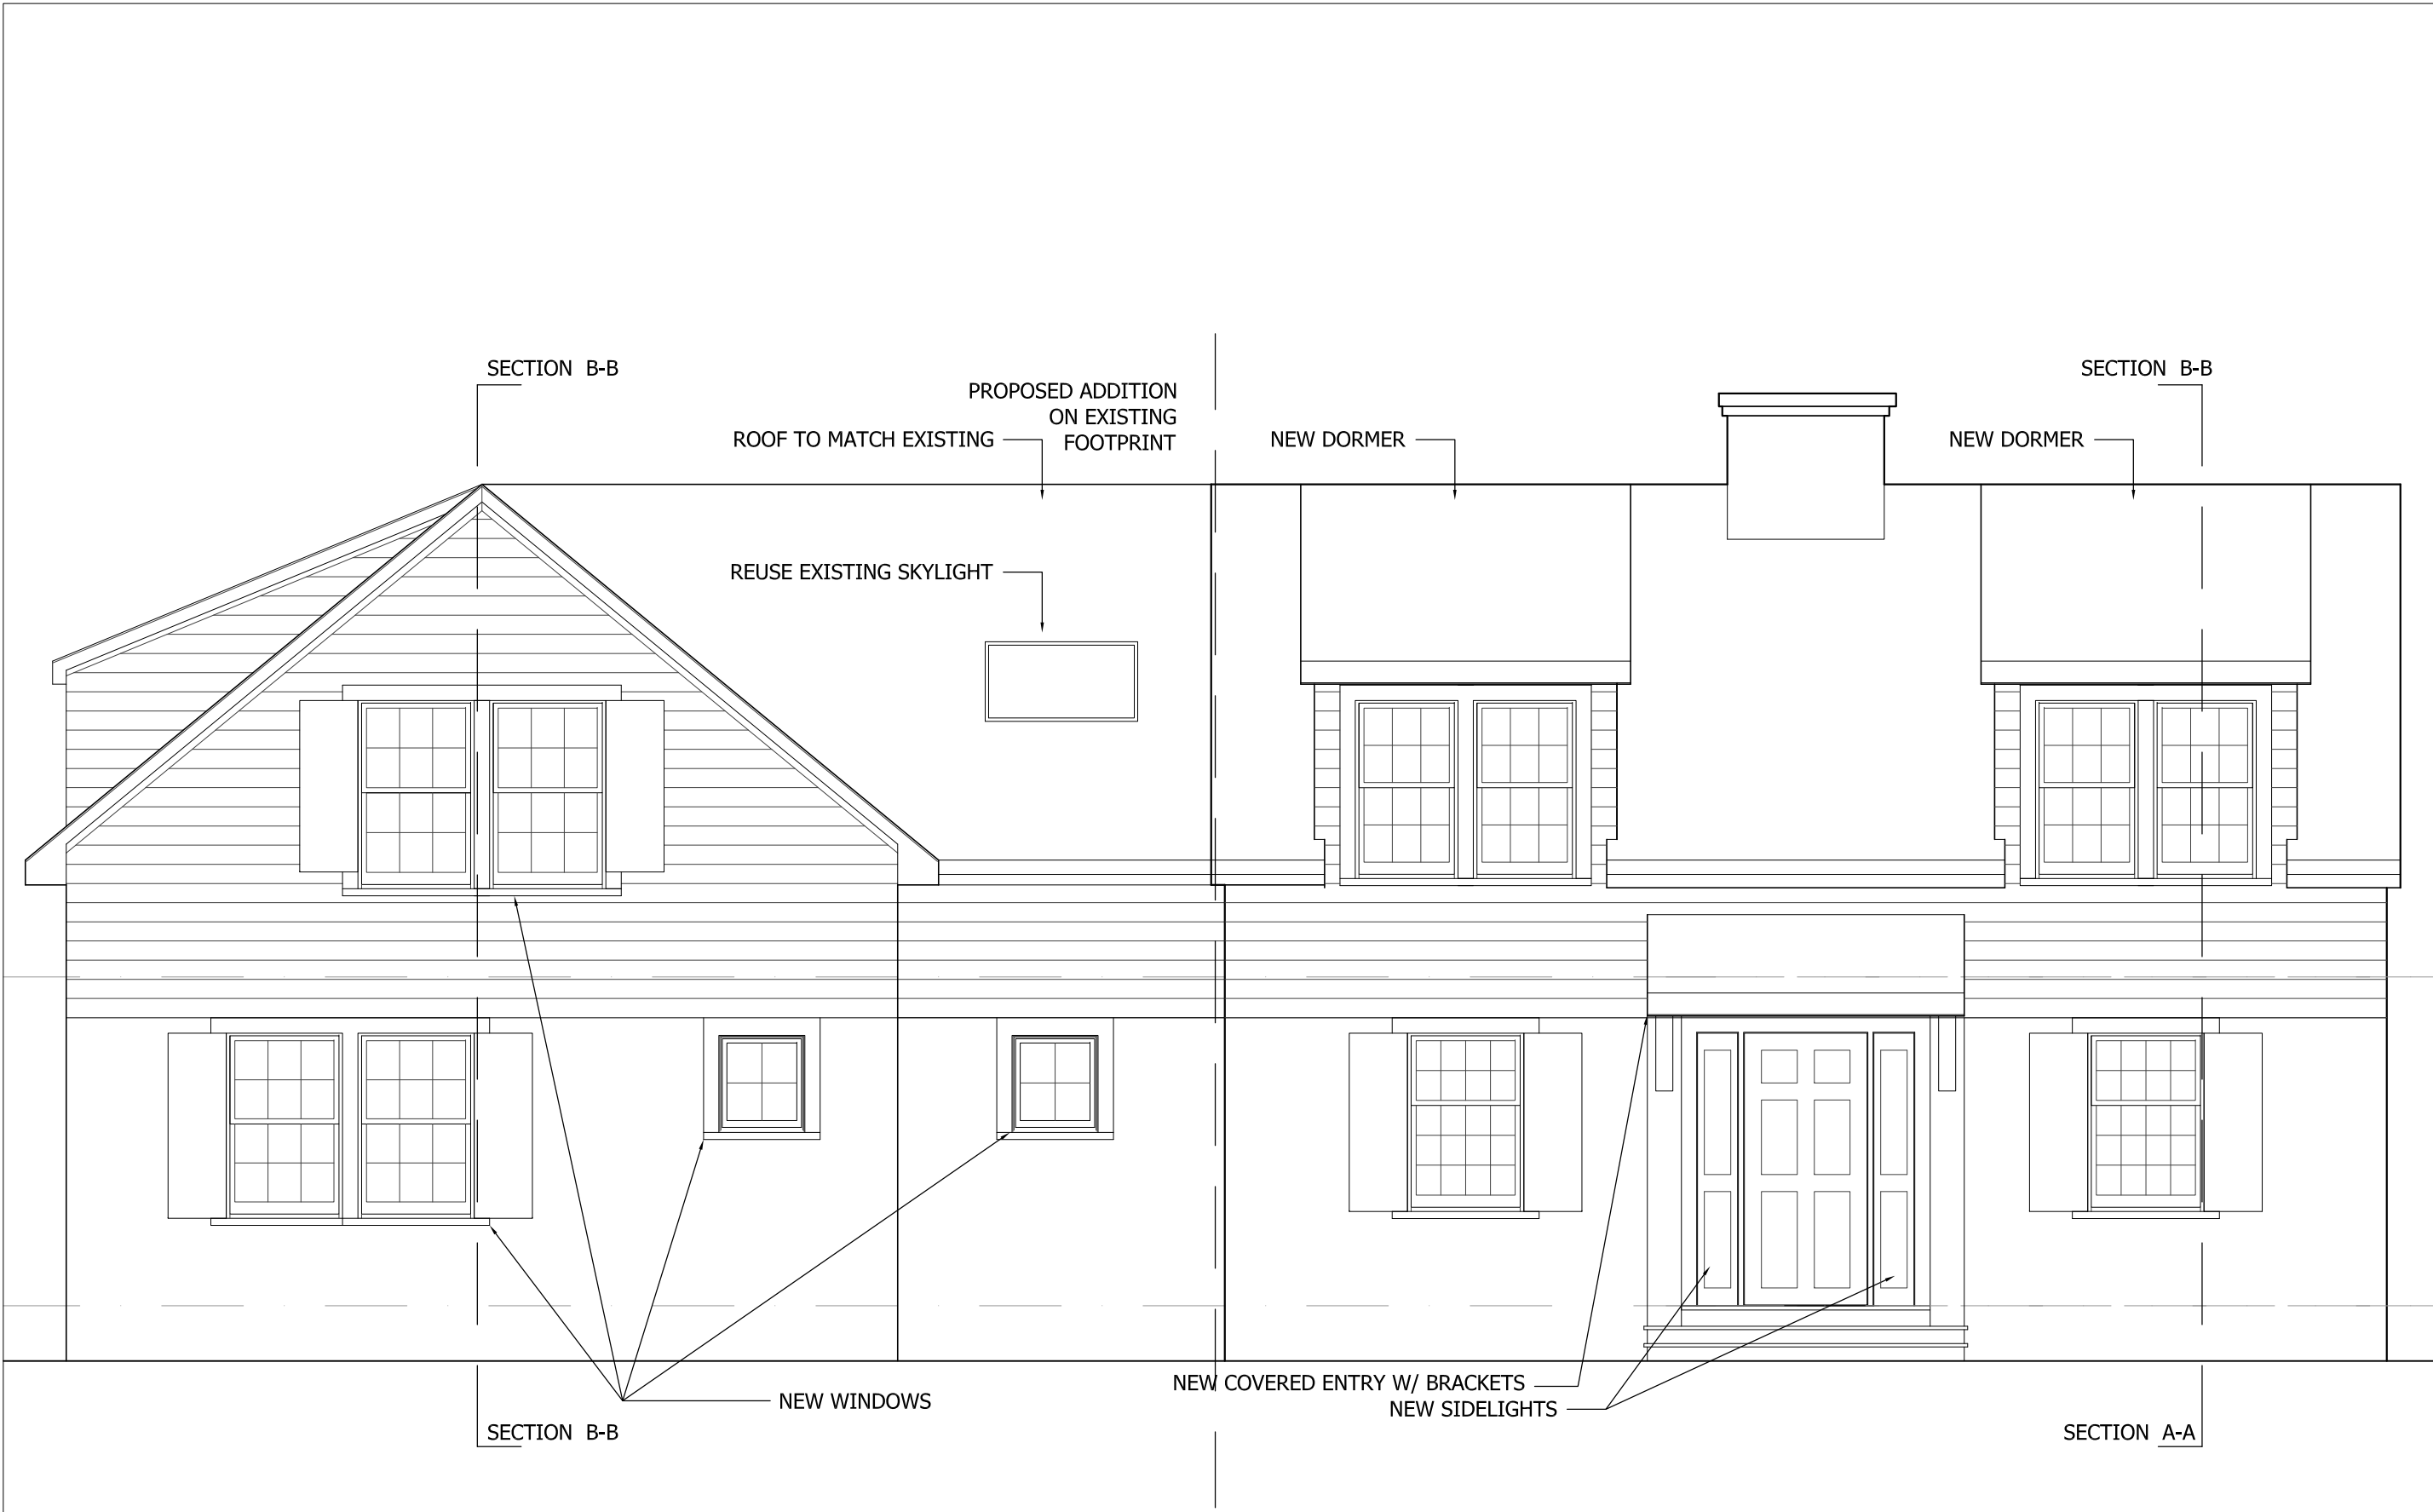 SECTION B-B
SECTION B-B
PROPOSED ADDITION
ON EXISTING
FOOTPRINT
ROOF TO MATCH EXISTING
NEW DORMER
NEW DORMER
REUSE EXISTING SKYLIGHT
NEW COVERED ENTRY W/ BRACKETS
NEW WINDOWS
NEW SIDELIGHTS
SECTION B-B
SECTION A-A